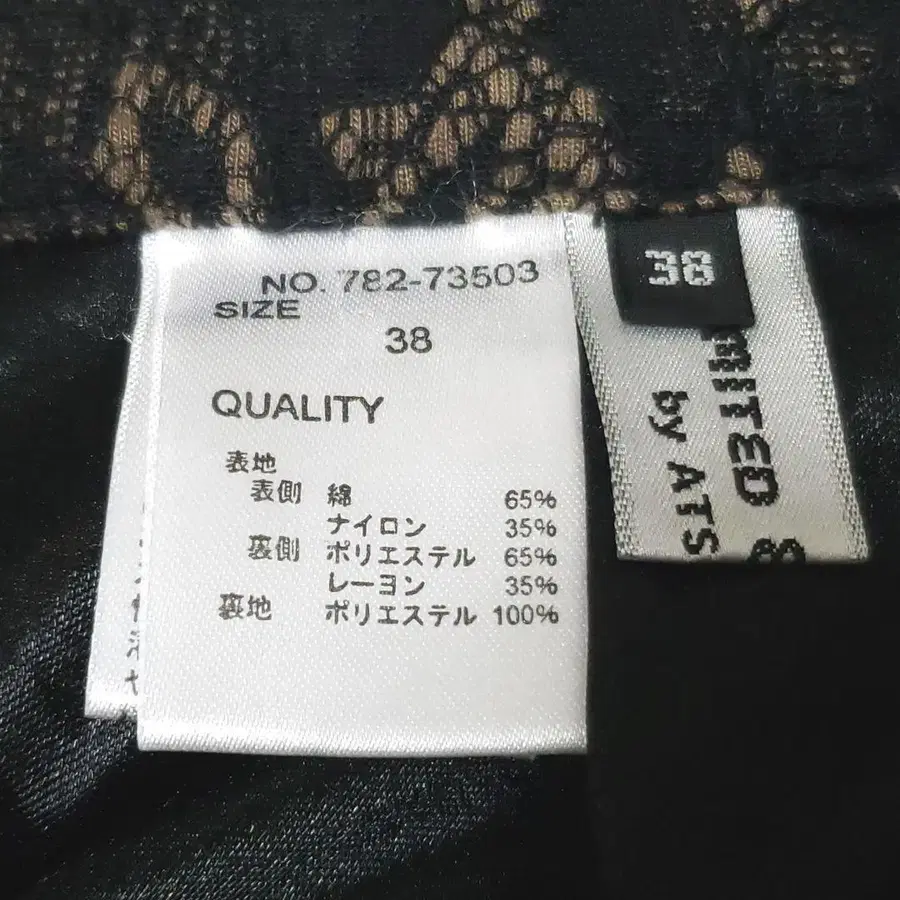 NO. 782-73503
SIZE
38
QUALITY
表地
表側 綿 65%
ナイロン 35%
裏側 ポリエステル 65%
レーヨン 35%
裏地 ポリエステル 100%
38
MITED &
by ATS